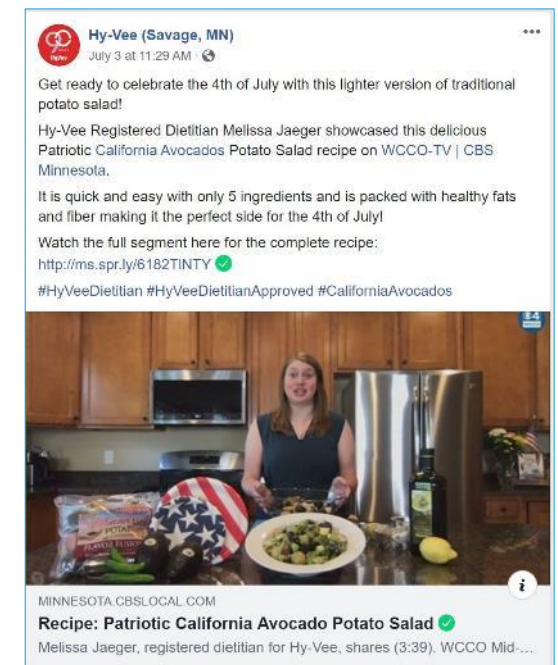 Hy-Vee (Savage, MN)
July 3 at 11:29 AM ·
Get ready to celebrate the 4th of July with this lighter version of traditional
potato salad!
Hy-Vee Registered Dietitian Melissa Jaeger showcased this delicious
Patriotic California Avocados Potato Salad recipe on WCCO-TV | CBS
Minnesota.
It is quick and easy with only 5 ingredients and is packed with healthy fats
and fiber making it the perfect side for the 4th of July!
Watch the full segment here for the complete recipe:
http://ms.spr.ly/6182TINTY
#HyVeeDietitian #HyVeeDietitianApproved #CaliforniaAvocados
POTATO
FLAVOR FUSION
MINNESOTA.CBSLOCAL.COM
Recipe: Patriotic California Avocado Potato Salad
Melissa Jaeger, registered dietitian for Hy-Vee, shares (3:39). WCCO Mid-...